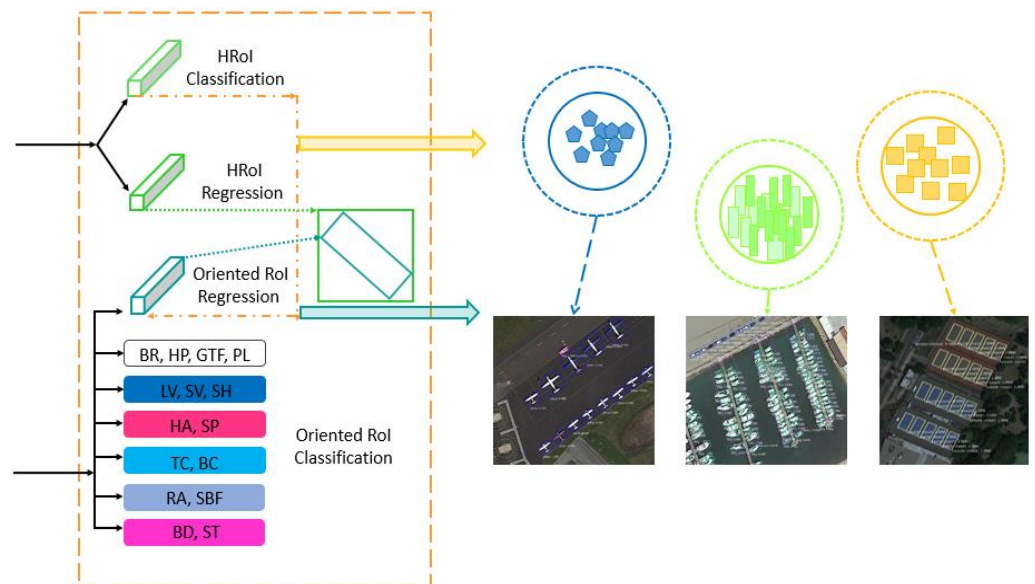 HRoI
Classification
HRoI
Regression
Oriented RoI
Regression
BR, HP, GTF, PL
LV, SV, SH
HA, SP
TC, BC
RA, SBF
BD, ST
Oriented RoI
Classification